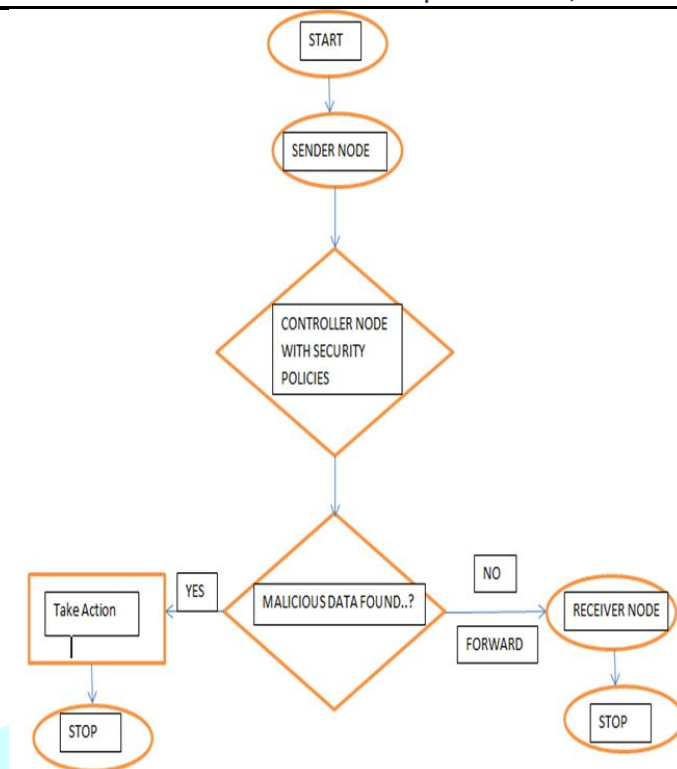 START
SENDER NODE
CONTROLLER NODE
WITH SECURITY
POLICIES
MALICIOUS DATA FOUND..?
YES
Take Action
STOP
NO
FORWARD
RECEIVER NODE
STOP